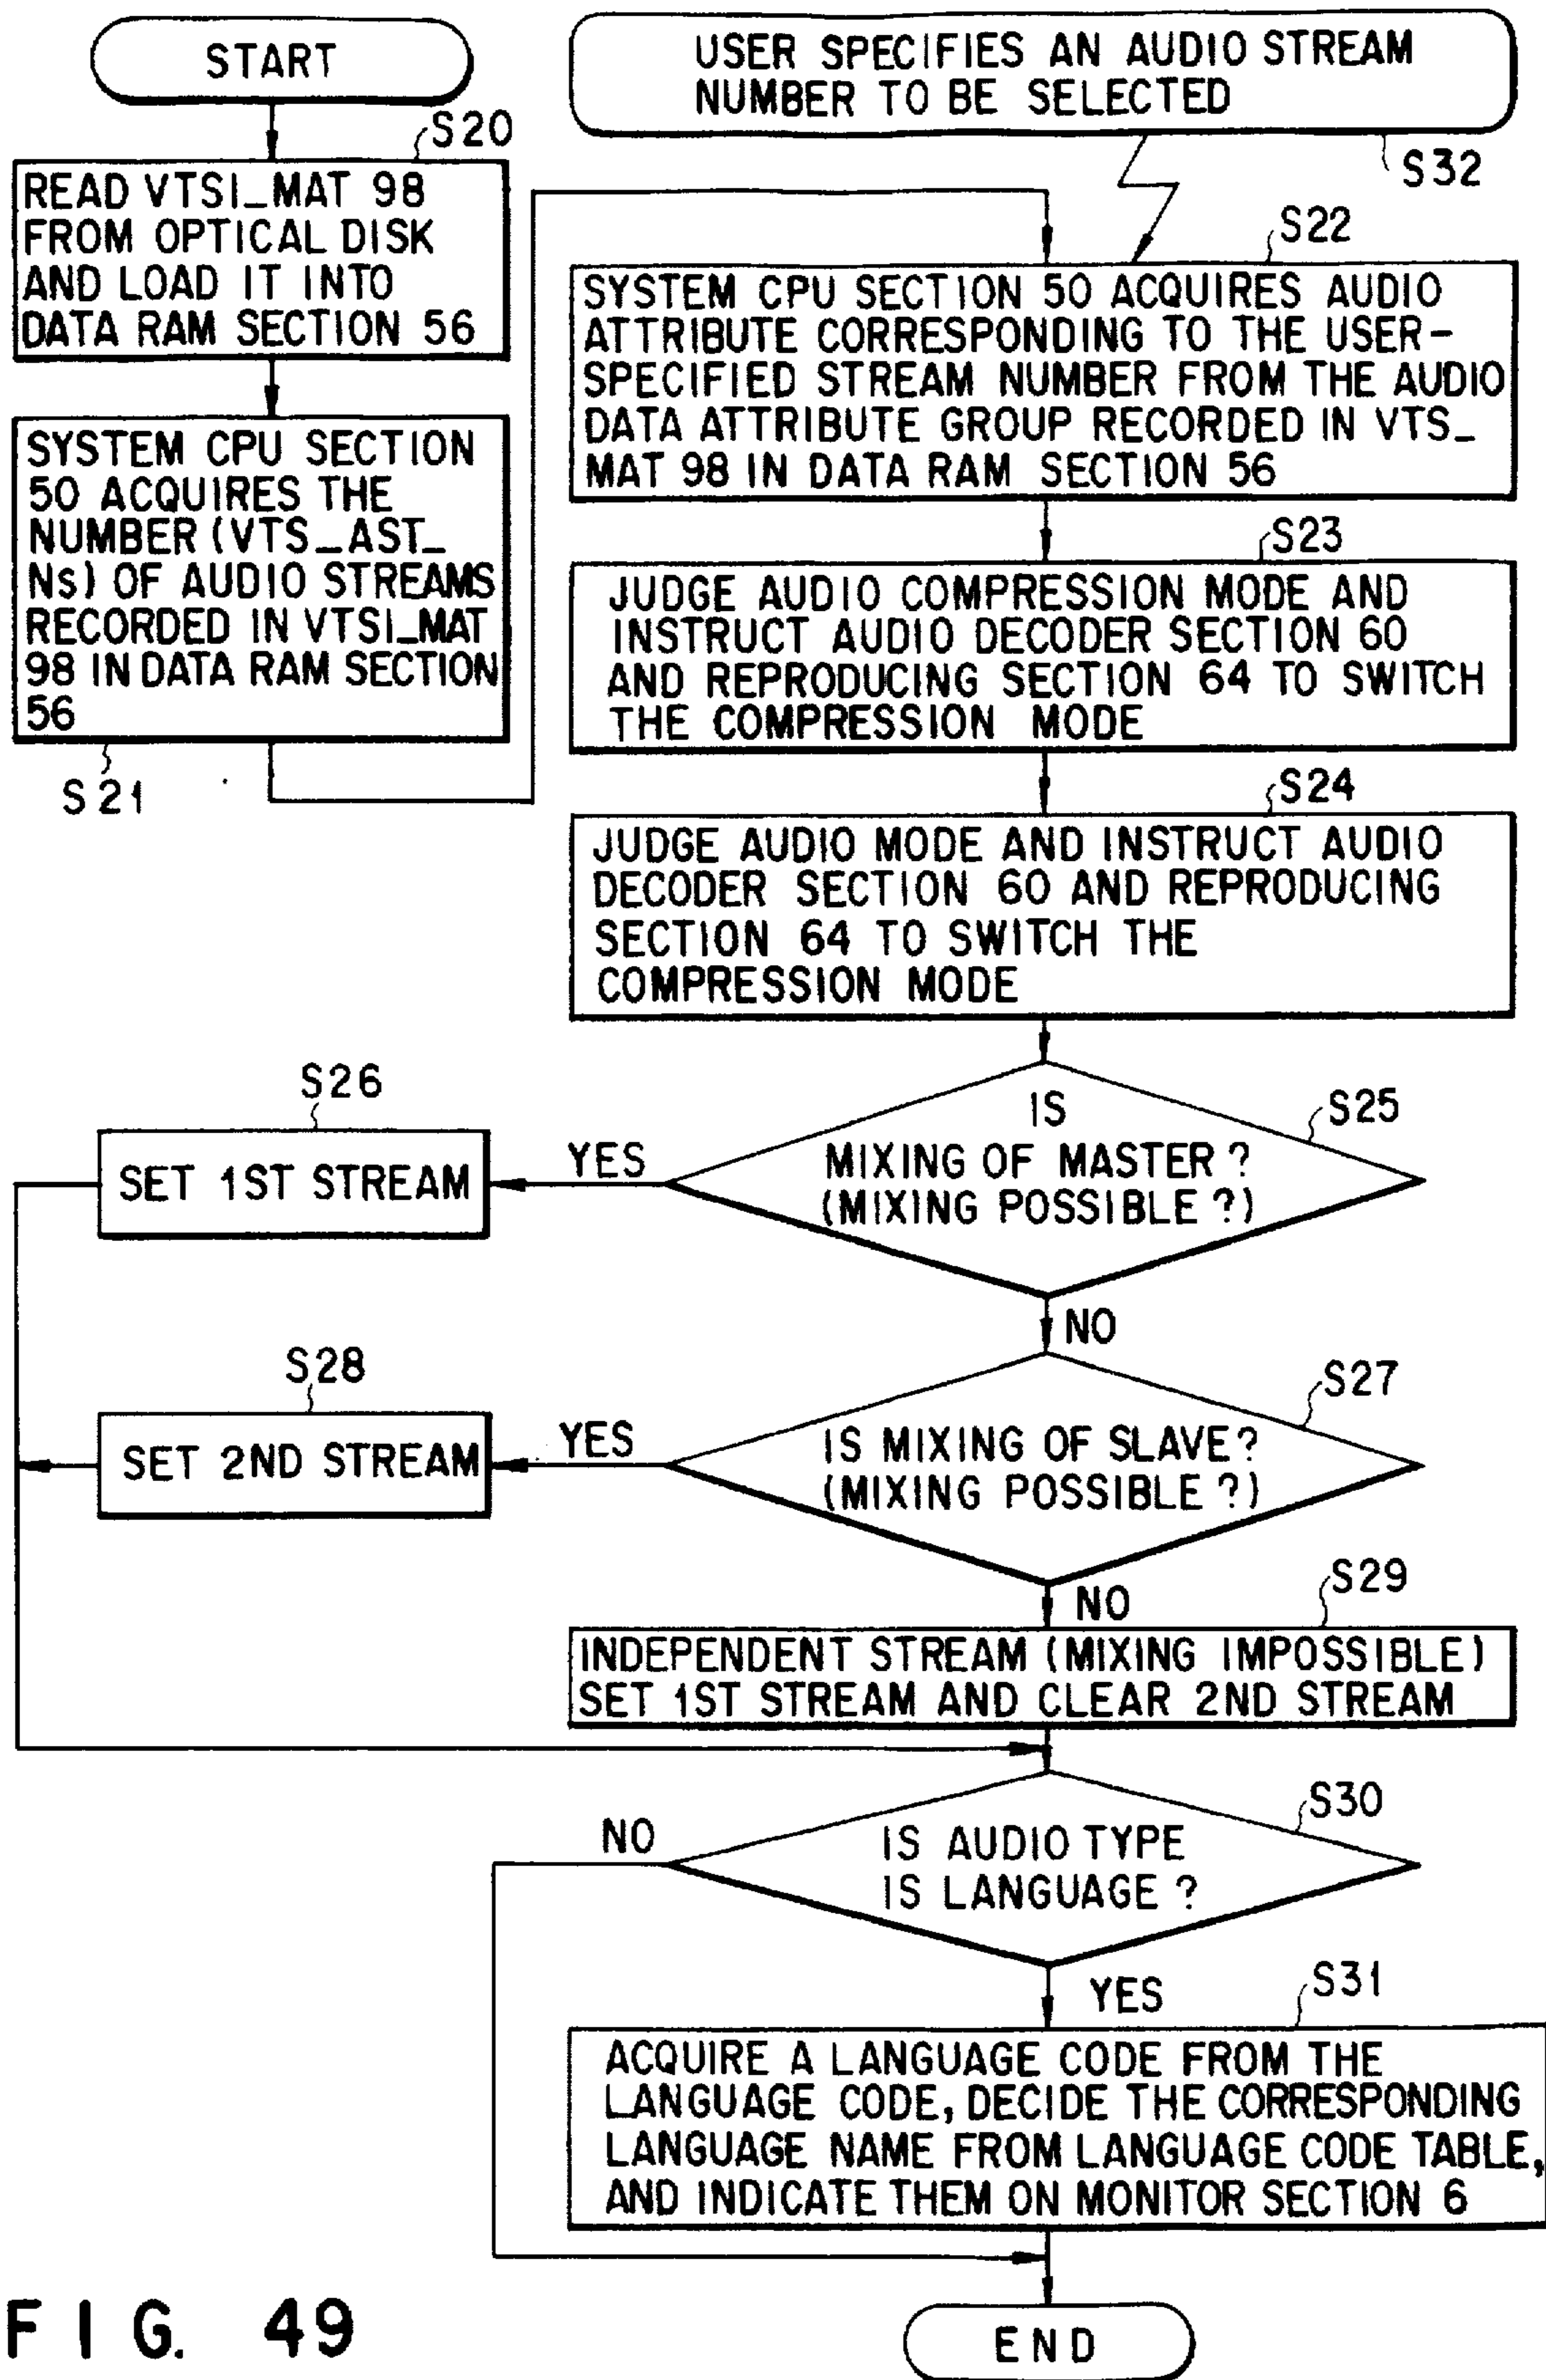 START
S20
READ VTSI_MAT 98
FROM OPTICAL DISK
AND LOAD IT INTO
DATA RAM SECTION 56
SYSTEM CPU SECTION
50 ACQUIRES THE
NUMBER (VTS_AST_
NS) OF AUDIO STREAMS
RECORDED IN VTSI_MAT
98 IN DATA RAM SECTION
56
S21
USER SPECIFIES AN AUDIO STREAM
NUMBER TO BE SELECTED
S32
S22
SYSTEM CPU SECTION 50 ACQUIRES AUDIO
ATTRIBUTE CORRESPONDING TO THE USER-
SPECIFIED STREAM NUMBER FROM THE AUDIO
DATA ATTRIBUTE GROUP RECORDED IN VTS_
MAT 98 IN DATA RAM SECTION 56
S23
JUDGE AUDIO COMPRESSION MODE AND
INSTRUCT AUDIO DECODER SECTION 60
AND REPRODUCING SECTION 64 TO SWITCH
THE COMPRESSION MODE
S24
JUDGE AUDIO MODE AND INSTRUCT AUDIO
DECODER SECTION 60 AND REPRODUCING
SECTION 64 TO SWITCH THE
COMPRESSION MODE
S25
IS
MIXING OF MASTER ?
(MIXING POSSIBLE ?)
YES
S26
SET 1ST STREAM
NO
S27
IS MIXING OF SLAVE?
(MIXING POSSIBLE ?)
YES
S28
SET 2ND STREAM
NO
S29
INDEPENDENT STREAM (MIXING IMPOSSIBLE)
SET 1ST STREAM AND CLEAR 2ND STREAM
S30
IS AUDIO TYPE
IS LANGUAGE ?
NO
YES
S31
ACQUIRE A LANGUAGE CODE FROM THE
LANGUAGE CODE, DECIDE THE CORRESPONDING
LANGUAGE NAME FROM LANGUAGE CODE TABLE,
AND INDICATE THEM ON MONITOR SECTION 6
END
FIG. 49